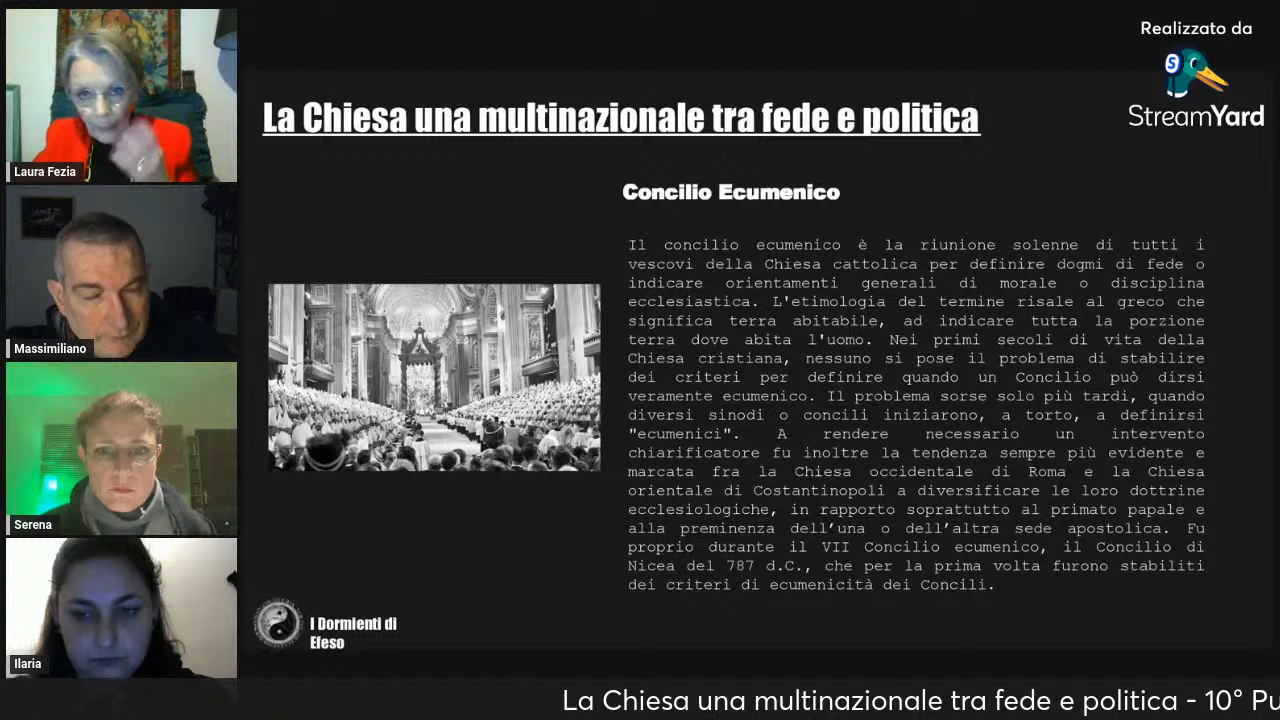 Realizzato da
StreamYard
La Chiesa una multinazionale tra fede e politica
Concilio Ecumenico
Il concilio ecumenico è la riunione solenne di tutti i
vescovi della Chiesa cattolica per definire dogmi di fede o
indicare orientamenti generali di morale o disciplina
ecclesiastica. L'etimologia del termine risale al greco che
significa terra abitabile, ad indicare tutta la porzione
terra dove abita l'uomo. Nei primi secoli di vita della
Chiesa cristiana, nessuno si pose il problema di stabilire
dei criteri per definire quando un Concilio può dirsi
veramente ecumenico. Il problema sorse solo più tardi, quando
diversi sinodi o concili iniziarono, a torto, a definirsi
"ecumenici". A rendere necessario un intervento
chiarificatore fu inoltre la tendenza sempre più evidente e
marcata fra la Chiesa occidentale di Roma e la Chiesa
orientale di Costantinopoli a diversificare le loro dottrine
ecclesiologiche, in rapporto soprattutto al primato papale e
alla preminenza dell’una o dell’altra sede apostolica. Fu
proprio durante il VII Concilio ecumenico, il Concilio di
Nicea del 787 d.C., che per la prima volta furono stabiliti
dei criteri di ecumenicità dei Concili.
Laura Fezia
Massimiliano
Serena
Ilaria
I Dormienti di
Efeso
La Chiesa una multinazionale tra fede e politica - 10° Pu